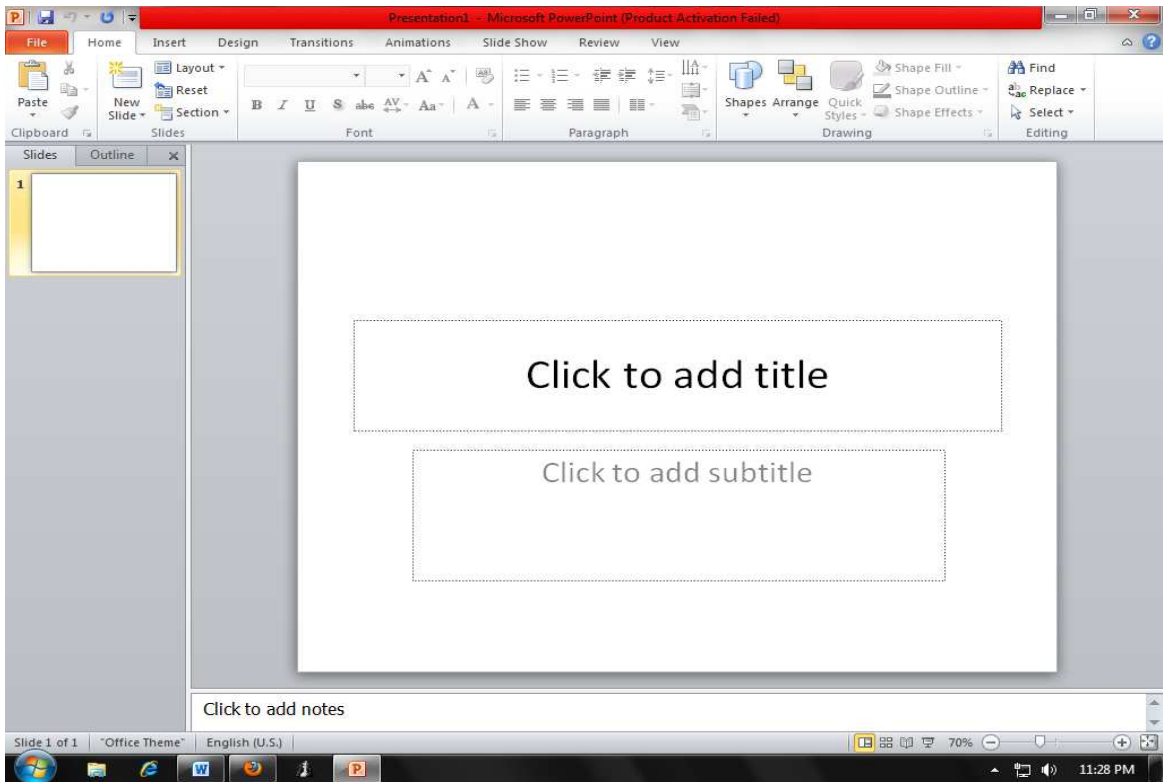 Presentation1 - Microsoft PowerPoint (Product Activation Failed)
File Home Insert Design Transitions Animations Slide Show Review View
Paste
New Slide
Layout
Reset
Section
B I U S abc AV Aa A
A A
Shapes Arrange Quick Styles
Shape Fill
Shape Outline
Shape Effects
Find
Replace
Select
Clipboard Slides Font Paragraph Drawing Editing
Slides Outline
1
Click to add title
Click to add subtitle
Click to add notes
Slide 1 of 1 "Office Theme" English (U.S.) 70%
W P 11:28 PM